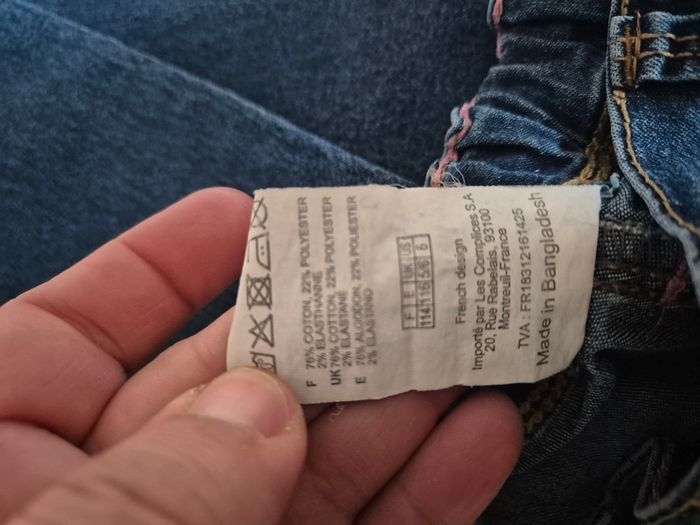 F 76% COTON, 22% POLYESTER
2% ELASTHANNE
UK 76% COTTON, 22% POLYESTER
2% ELASTANE
E 76% ALGODON, 22% POLIESTER
2% ELASTANO
F E UK US
114 116 5/6 6
French design
Importé par Les Complices S.A
20, Rue Rabelais, 93100
Montreuil-France
TVA : FR18312161425
Made in Bangladesh